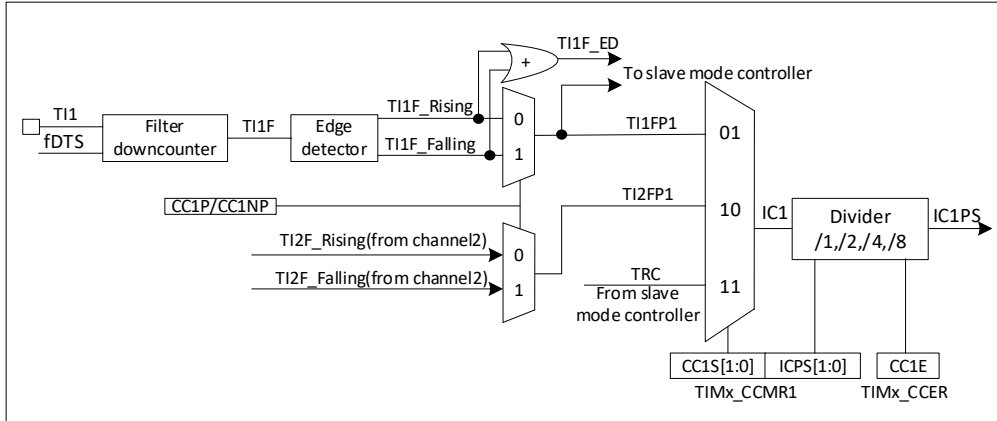 TI1F_ED
+
To slave mode controller
TI1
fDTS
Filter
downcounter
TI1F
Edge
detector
TI1F_Rising
TI1F_Falling
0
1
TI1FP1
01
CC1P/CC1NP
TI2FP1
10
IC1
Divider
/1,/2,/4,/8
IC1PS
TI2F_Rising(from channel2)
TI2F_Falling(from channel2)
0
1
TRC
From slave
mode controller
11
CC1S[1:0]
ICPS[1:0]
CC1E
TIMx_CCMR1
TIMx_CCER